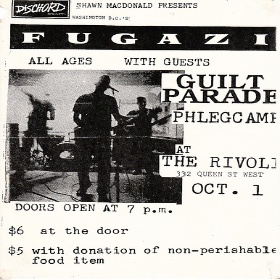 DISCHORD
SHAWN MACDONALD PRESENTS
WASHINGTON D.C.'S
FUGAZI
ALL AGES WITH GUESTS
GUILT
PARADE
PHLEGCAMP
AT
THE RIVOLI
332 QUEEN ST WEST
OCT. 1
DOORS OPEN AT 7 p.m.
$6 at the door
$5 with donation of non-perishable
food item